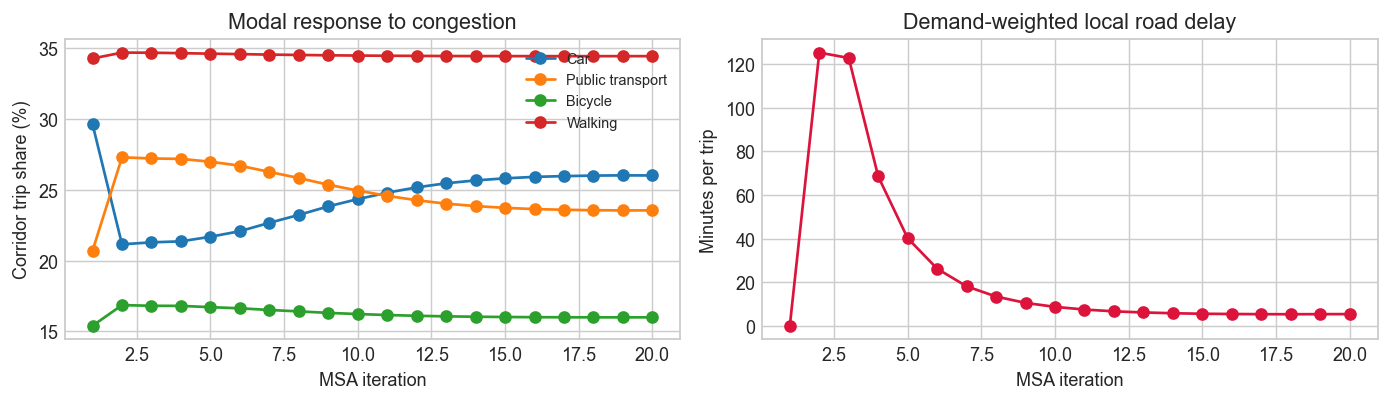 Modal response to congestion
Corridor trip share (%)
35
30
25
20
15
Car
Public transport
Bicycle
Walking
2.5 5.0 7.5 10.0 12.5 15.0 17.5 20.0
MSA iteration
Demand-weighted local road delay
Minutes per trip
120
100
80
60
40
20
0
2.5 5.0 7.5 10.0 12.5 15.0 17.5 20.0
MSA iteration